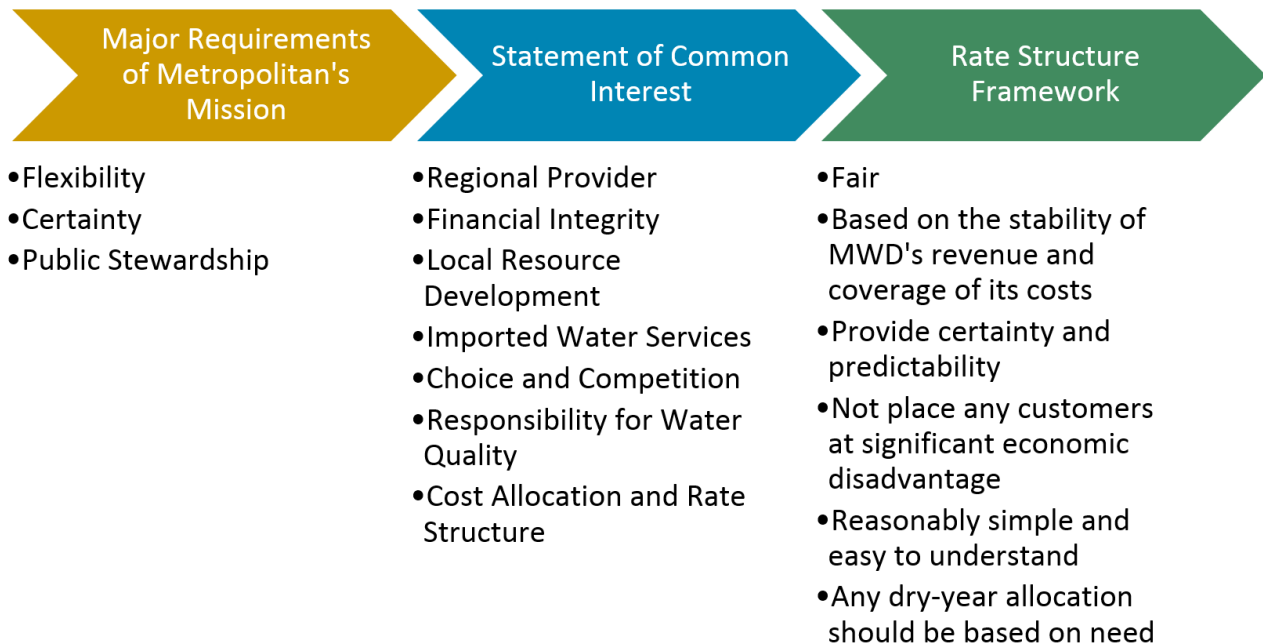 Major Requirements
of Metropolitan's
Mission
•Flexibility
•Certainty
•Public Stewardship
Statement of Common
Interest
•Regional Provider
•Financial Integrity
•Local Resource
Development
•Imported Water Services
•Choice and Competition
•Responsibility for Water
Quality
•Cost Allocation and Rate
Structure
Rate Structure
Framework
•Fair
•Based on the stability of
MWD's revenue and
coverage of its costs
•Provide certainty and
predictability
•Not place any customers
at significant economic
disadvantage
•Reasonably simple and
easy to understand
•Any dry-year allocation
should be based on need